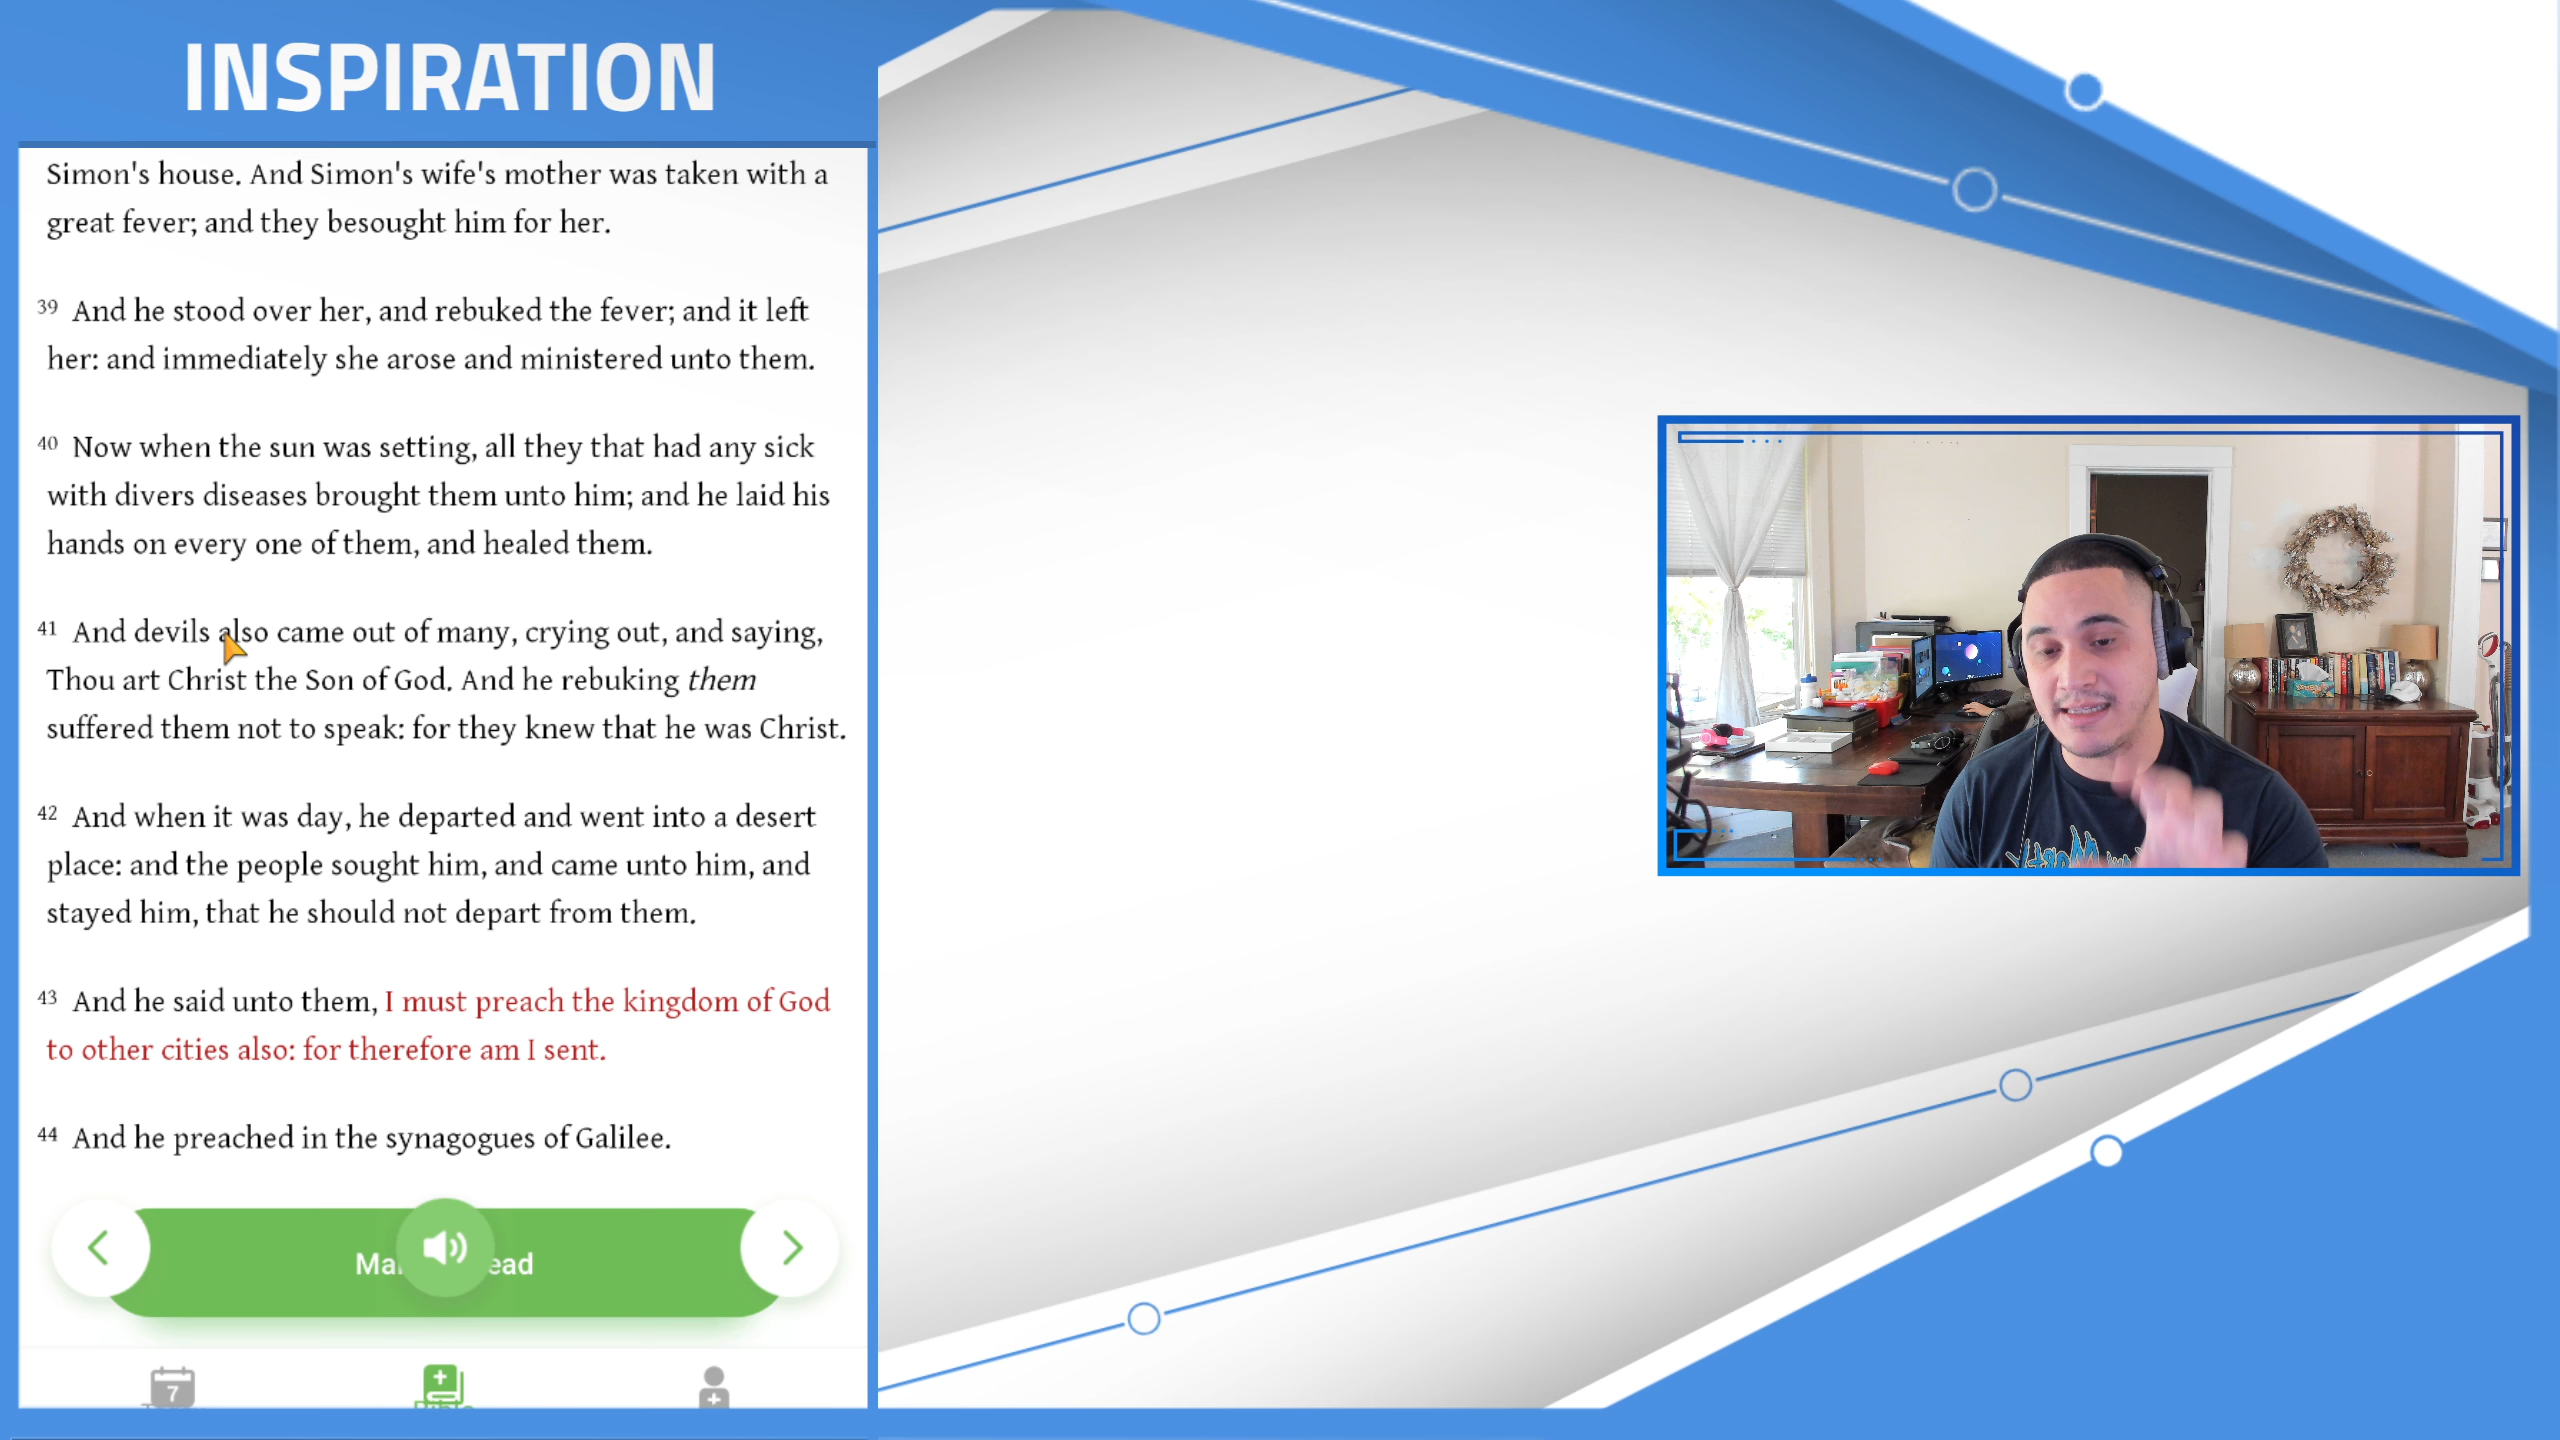 INSPIRATION
Simon's house. And Simon's wife's mother was taken with a
great fever; and they besought him for her.
39 And he stood over her, and rebuked the fever; and it left
her: and immediately she arose and ministered unto them.
40 Now when the sun was setting, all they that had any sick
with divers diseases brought them unto him; and he laid his
hands on every one of them, and healed them.
41 And devils also came out of many, crying out, and saying,
Thou art Christ the Son of God. And he rebuking them
suffered them not to speak: for they knew that he was Christ.
42 And when it was day, he departed and went into a desert
place: and the people sought him, and came unto him, and
stayed him, that he should not depart from them.
43 And he said unto them, I must preach the kingdom of God
to other cities also: for therefore am I sent.
44 And he preached in the synagogues of Galilee.
7